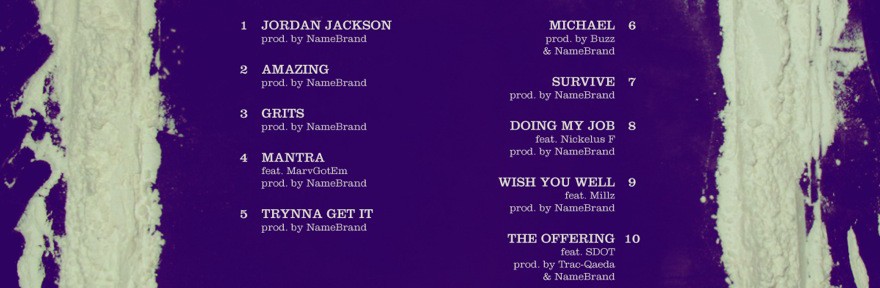 1 JORDAN JACKSON
prod. by NameBrand
2 AMAZING
prod. by NameBrand
3 GRITS
prod. by NameBrand
4 MANTRA
feat. MarvGotEm
prod. by NameBrand
5 TRYNNA GET IT
prod. by NameBrand
MICHAEL 6
prod. by Buzz
& NameBrand
SURVIVE 7
prod. by NameBrand
DOING MY JOB 8
feat. Nickelus F
prod. by NameBrand
WISH YOU WELL 9
feat. Millz
prod. by NameBrand
THE OFFERING 10
feat. SDOT
prod. by Trac-Qaeda
& NameBrand